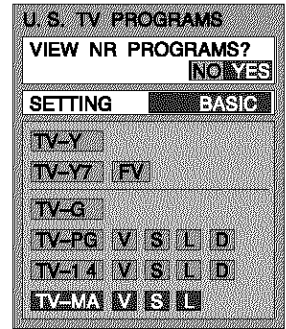 U. S. TV PROGRAMS
VIEW NR PROGRAMS?
NO YES
SETTING BASIC
TV–Y
TV–Y7 FV
TV–G
TV–PG V S L D
TV–14 V S L D
TV–MA V S L